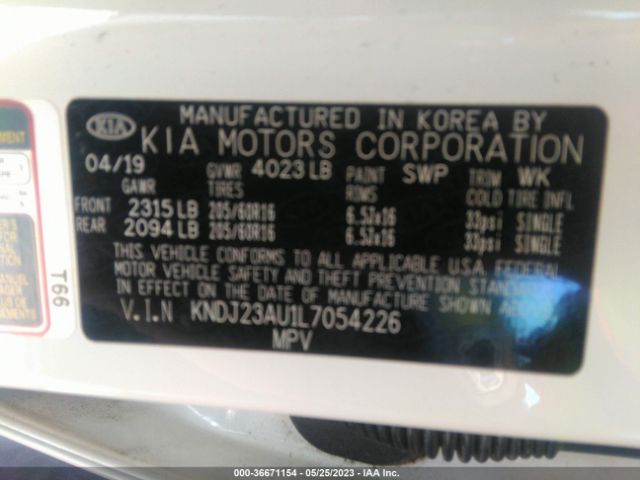 MANUFACTURED IN KOREA BY
KIA KIA MOTORS CORPORATION
04/19 GVWR 4023 LB PAINT SWP TRIM WK
GAWR TIRES RIMS COLD TIRE INFL
FRONT 2315 LB 205/60R16 6.5Jx16 33psi SINGLE
REAR 2094 LB 205/60R16 6.5Jx16 33psi SINGLE
THIS VEHICLE CONFORMS TO ALL APPLICABLE U.S.A. FEDERAL
MOTOR VEHICLE SAFETY AND THEFT PREVENTION
IN EFFECT ON THE DATE OF MANUFACTURE SHOWN
V.I.N KNDJ23AU1L7054226
MPV
T66
000-36671154 - 05/25/2023 - IAA Inc.